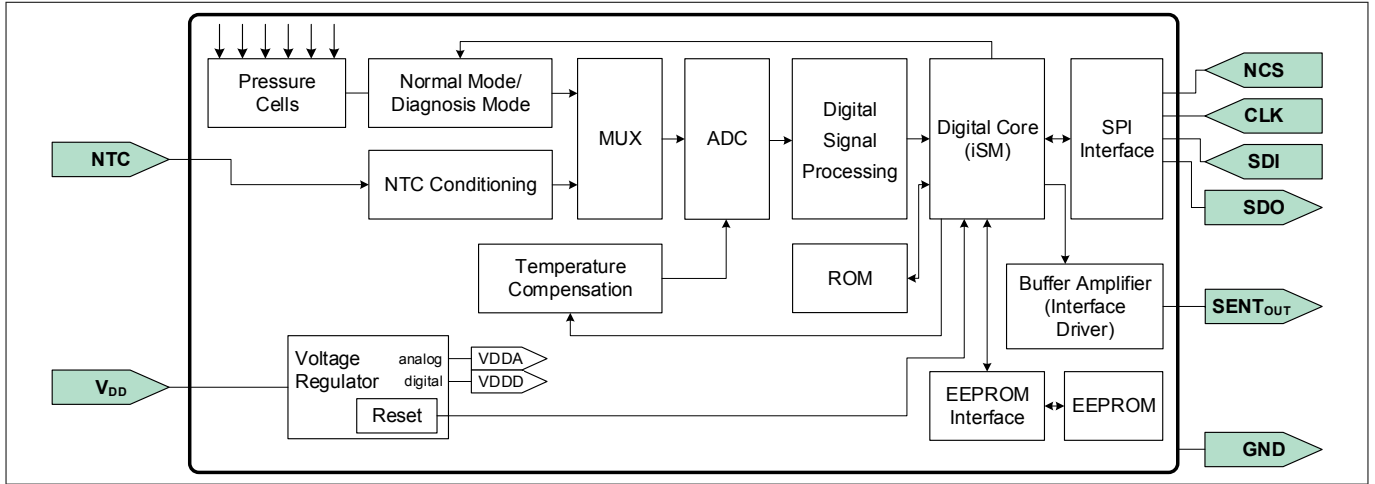 Pressure
Cells
Normal Mode/
Diagnosis Mode
MUX
ADC
Digital
Signal
Processing
Digital Core
(iSM)
SPI
Interface
NCS
CLK
SDI
SDO
NTC
NTC Conditioning
Temperature
Compensation
ROM
Buffer Amplifier
(Interface
Driver)
SENTOUT
VDD
Voltage
Regulator
analog
digital
VDDA
VDDD
Reset
EEPROM
Interface
EEPROM
GND